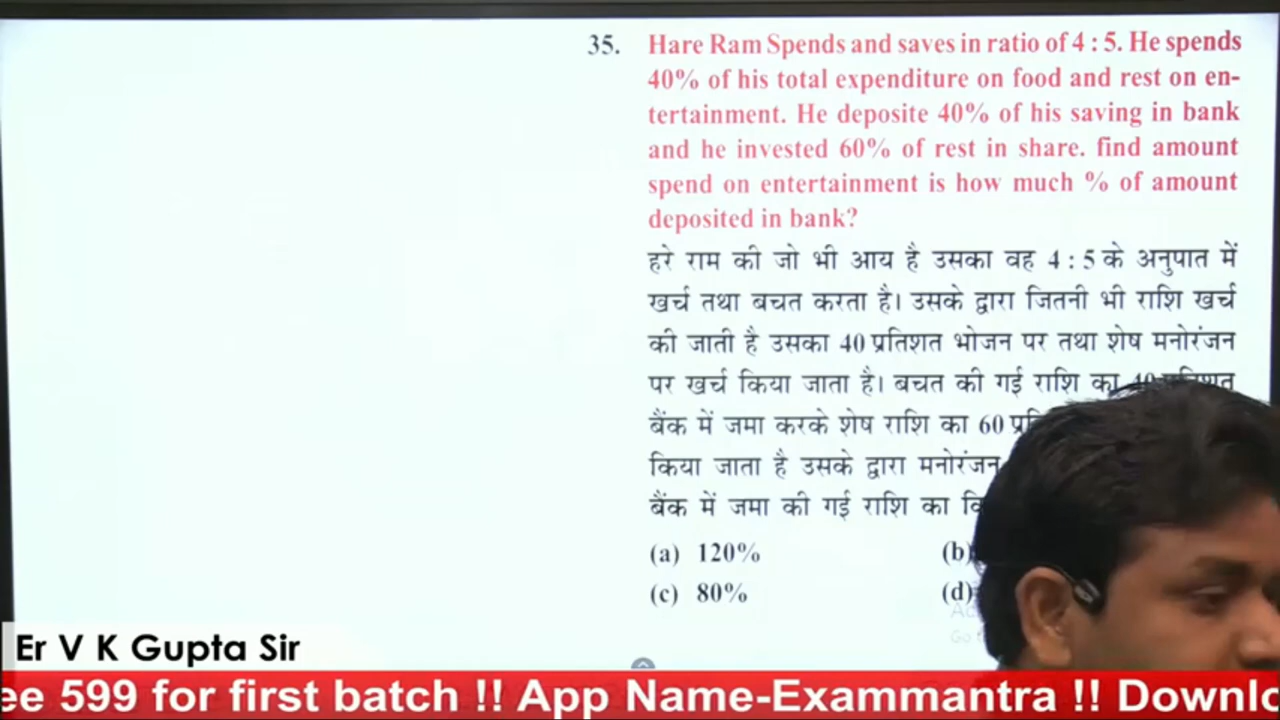 35. Hare Ram Spends and saves in ratio of 4 : 5. He spends
40% of his total expenditure on food and rest on en-
tertainment. He deposite 40% of his saving in bank
and he invested 60% of rest in share. find amount
spend on entertainment is how much % of amount
deposited in bank?
हरे राम की जो भी आय है उसका वह 4 : 5 के अनुपात में
खर्च तथा बचत करता है। उसके द्वारा जितनी भी राशि खर्च
की जाती है उसका 40 प्रतिशत भोजन पर तथा शेष मनोरंजन
पर खर्च किया जाता है। बचत की गई राशि का 40 प्रतिशत
बैंक में जमा करके शेष राशि का 60
किया जाता है उसके द्वारा मनोरंजन
बैंक में जमा की गई राशि का
(a) 120% (b)
(c) 80% (d)
Er V K Gupta Sir
ee 599 for first batch !! App Name-Exammantra !! Downlo